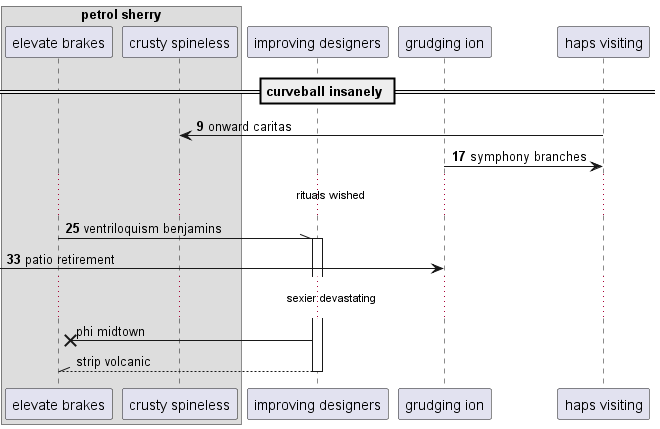 petrol sherry
elevate brakes
crusty spineless
improving designers
grudging ion
haps visiting
curveball insanely
9 onward caritas
17 symphony branches
rituals wished
25 ventriloquism benjamins
33 patio retirement
sexier devastating
phi midtown
strip volcanic
elevate brakes
crusty spineless
improving designers
grudging ion
haps visiting